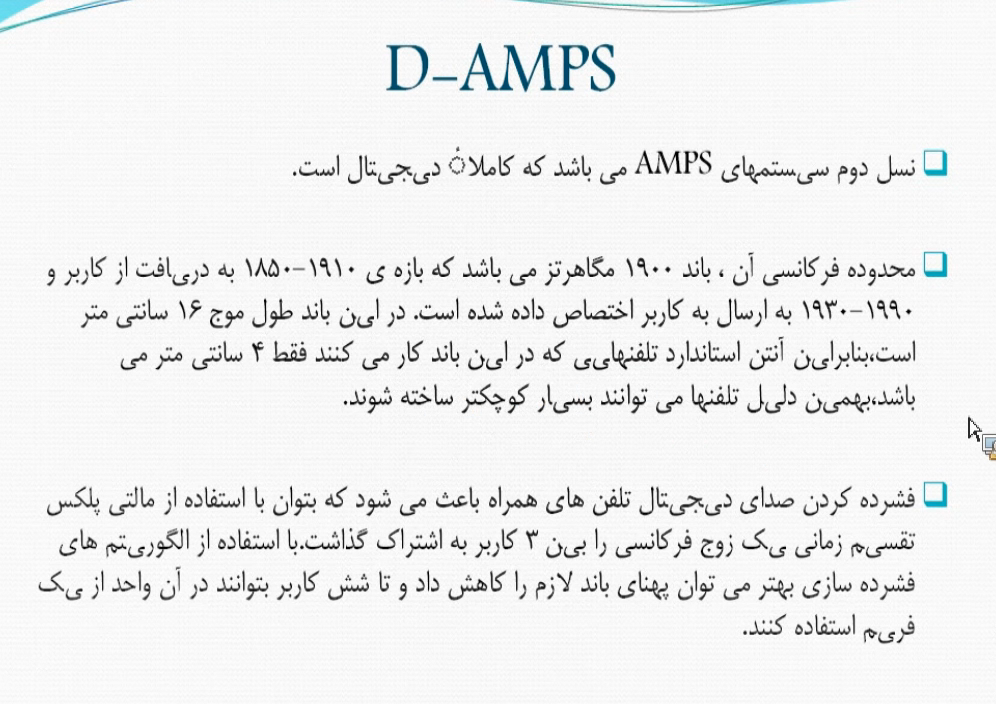 D-AMPS
نسل دوم سیستمهای AMPS می باشد که کاملاُ دیجیتال است.
محدوده فرکانسی آن ، باند ۱۹۰۰ مگاهرتز می باشد که بازه ی ۱۹۱۰-۱۸۵۰ به دریافت از کاربر و
۱۹۹۰-۱۹۳۰ به ارسال به کاربر اختصاص داده شده است. در این باند طول موج ۱۶ سانتی متر
است،بنابراین آنتن استاندارد تلفنهایی که در این باند کار می کنند فقط ۴ سانتی متر می
باشد،بهمین دلیل تلفنها می توانند بسیار کوچکتر ساخته شوند.
فشرده کردن صدای دیجیتال تلفن های همراه باعث می شود که بتوان با استفاده از مالتی پلکس
تقسیم زمانی یک زوج فرکانسی را بین ۳ کاربر به اشتراک گذاشت.با استفاده از الگوریتم های
فشرده سازی بهتر می توان پهنای باند لازم را کاهش داد و تا شش کاربر بتوانند در آن واحد از یک
فریم استفاده کنند.